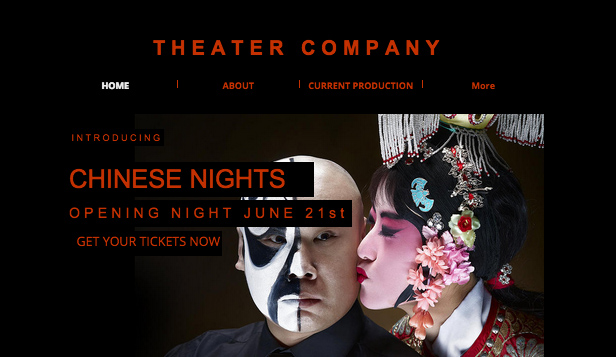 THEATER COMPANY
HOME ABOUT CURRENT PRODUCTION More
INTRODUCING
CHINESE NIGHTS
OPENING NIGHT JUNE 21st
GET YOUR TICKETS NOW